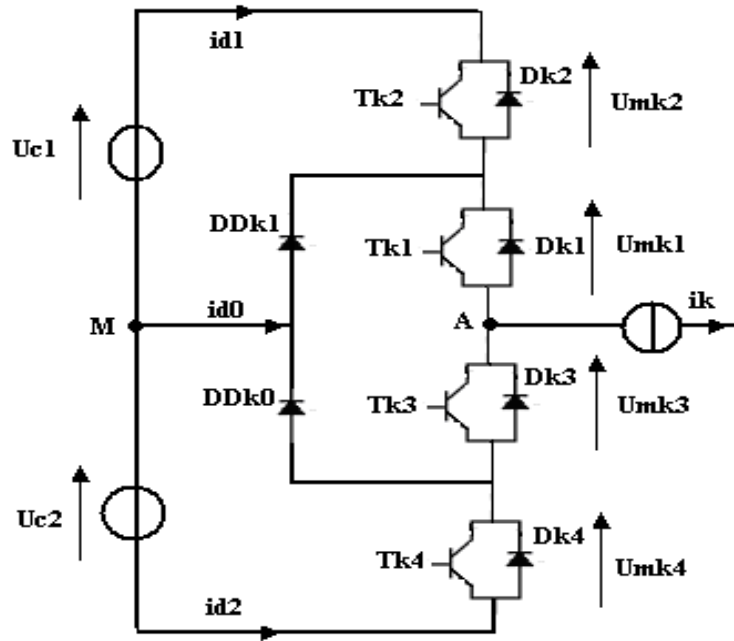 id1
Tk2
Dk2
Umk2
Uc1
DDk1
Tk1
Dk1
Umk1
M
id0
A
ik
DDk0
Tk3
Dk3
Umk3
Uc2
Tk4
Dk4
Umk4
id2